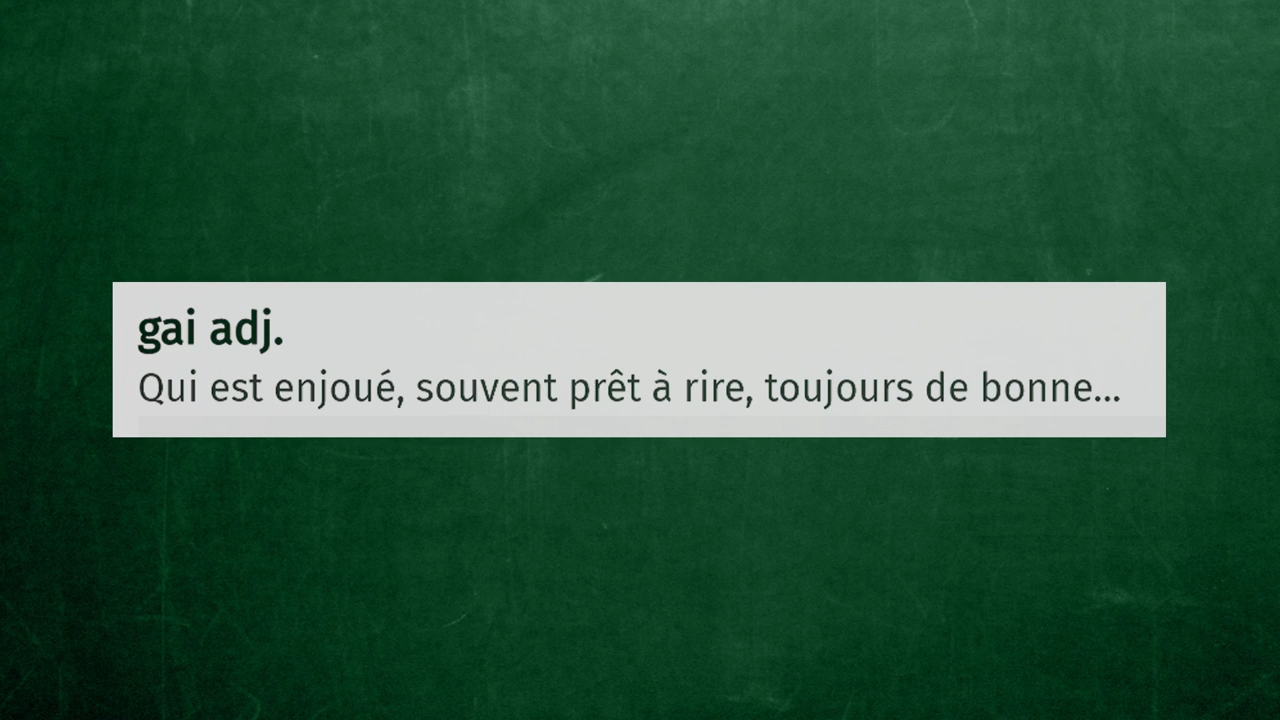 gai adj.
Qui est enjoué, souvent prêt à rire, toujours de bonne...